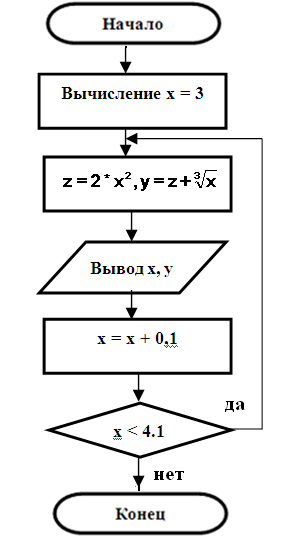 Начало
Вычисление x = 3
z = 2 * x², y = z + ∛x
Вывод x, y
x = x + 0,1
да
x < 4.1
нет
Конец